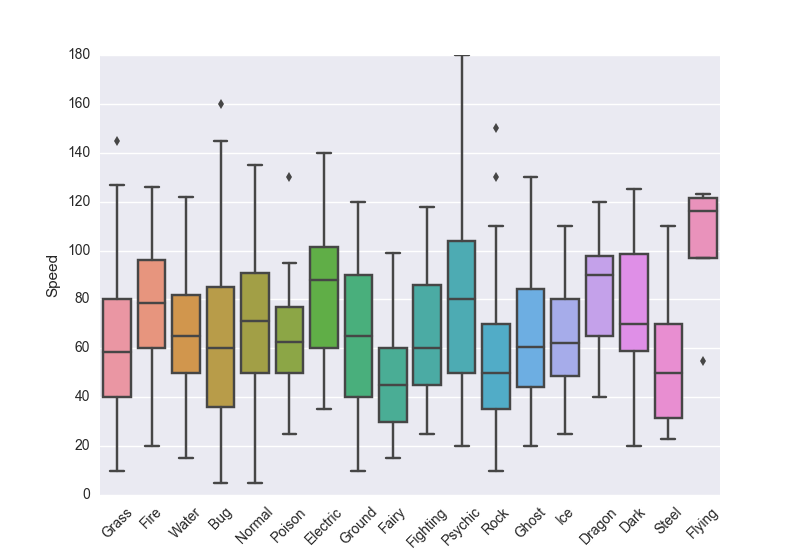 180
160
140
120
100
80
60
40
20
0
Speed
Grass
Fire
Water
Bug
Normal
Poison
Electric
Ground
Fairy
Fighting
Psychic
Rock
Ghost
Ice
Dragon
Dark
Steel
Flying